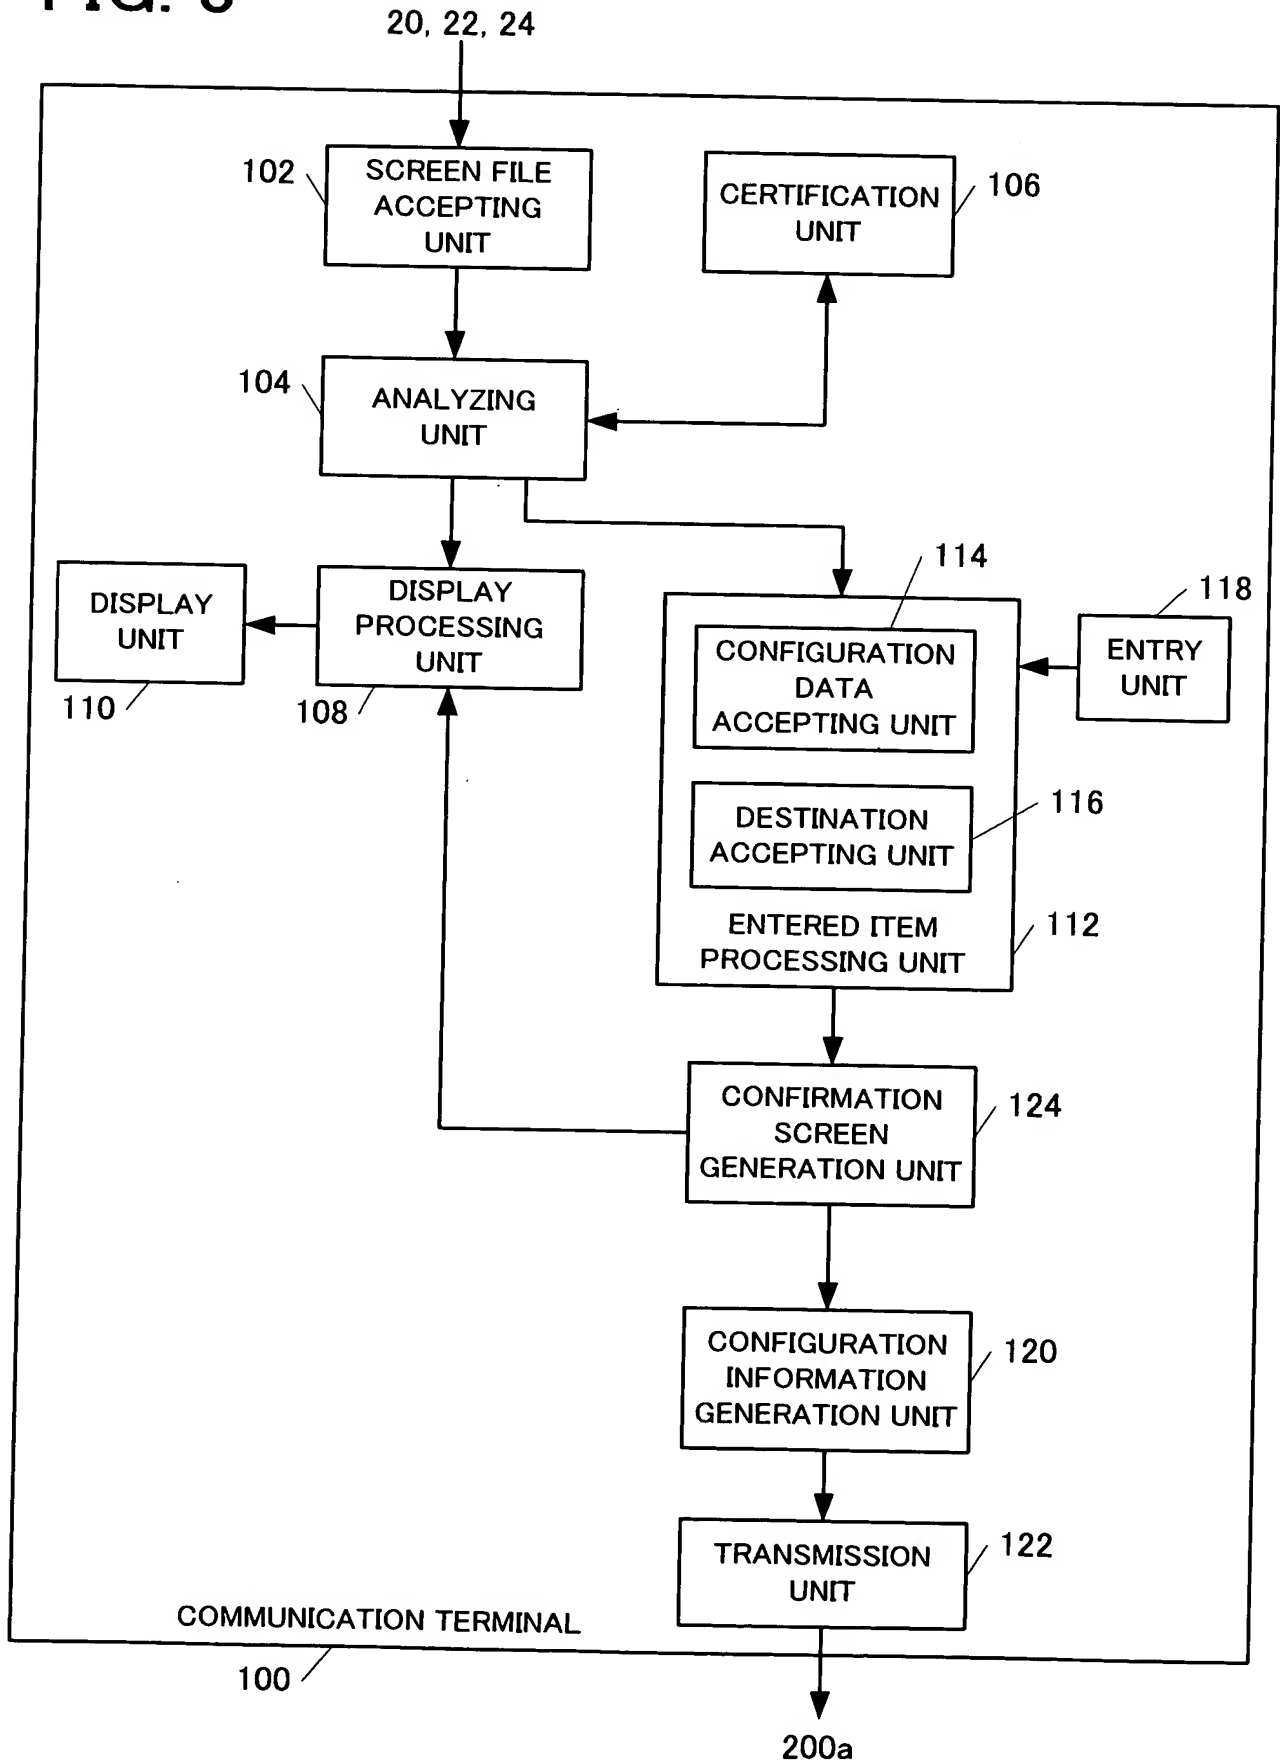 20, 22, 24
102
SCREEN FILE
ACCEPTING
UNIT
CERTIFICATION
UNIT
106
104
ANALYZING
UNIT
114
118
DISPLAY
UNIT
110
DISPLAY
PROCESSING
UNIT
108
CONFIGURATION
DATA
ACCEPTING UNIT
ENTRY
UNIT
DESTINATION
ACCEPTING UNIT
116
ENTERED ITEM
PROCESSING UNIT
112
CONFIRMATION
SCREEN
GENERATION UNIT
124
CONFIGURATION
INFORMATION
GENERATION UNIT
120
TRANSMISSION
UNIT
122
COMMUNICATION TERMINAL
100
200a